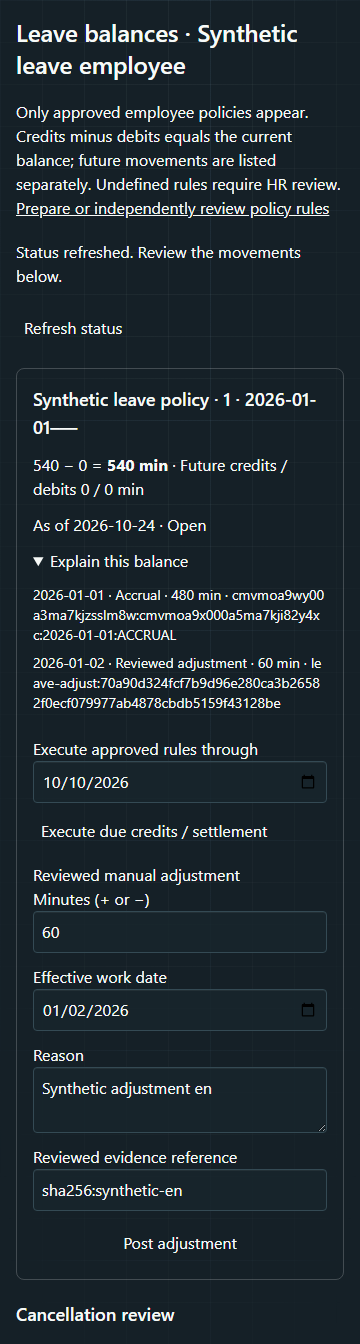 Leave balances · Synthetic
leave employee
Only approved employee policies appear.
Credits minus debits equals the current
balance; future movements are listed
separately. Undefined rules require HR review.
Prepare or independently review policy rules
Status refreshed. Review the movements
below.
Refresh status
Synthetic leave policy · 1 · 2026-01-
01—–
540 − 0 = 540 min · Future credits /
debits 0 / 0 min
As of 2026-10-24 · Open
▼ Explain this balance
2026-01-01 · Accrual · 480 min · cmvmoa9wy00
a3ma7kjzsslm8w:cmvmoa9x000a5ma7kji82y4x
c:2026-01-01:ACCRUAL
2026-01-02 · Reviewed adjustment · 60 min · le
ave-adjust:70a90d324fcf7b9d96e280ca3b2658
2f0ecf079977ab4878cbdb5159f43128be
Execute approved rules through
10/10/2026
Execute due credits / settlement
Reviewed manual adjustment
Minutes (+ or −)
60
Effective work date
01/02/2026
Reason
Synthetic adjustment en
Reviewed evidence reference
sha256:synthetic-en
Post adjustment
Cancellation review